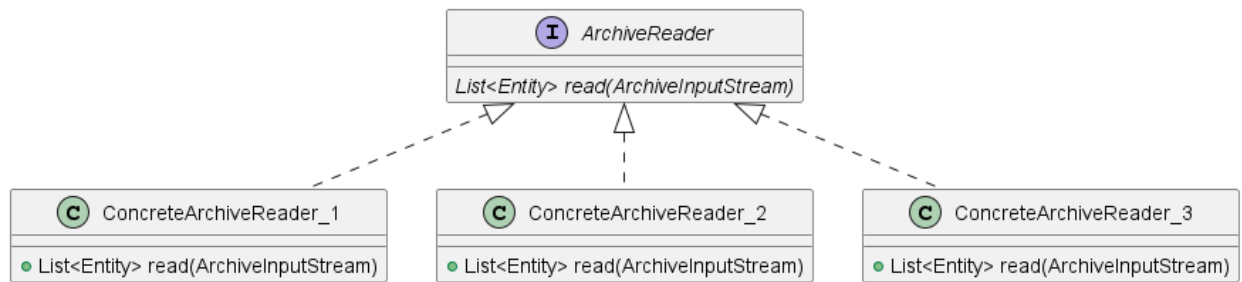 I ArchiveReader
List<Entity> read(ArchiveInputStream)
C ConcreteArchiveReader_1
List<Entity> read(ArchiveInputStream)
C ConcreteArchiveReader_2
List<Entity> read(ArchiveInputStream)
C ConcreteArchiveReader_3
List<Entity> read(ArchiveInputStream)